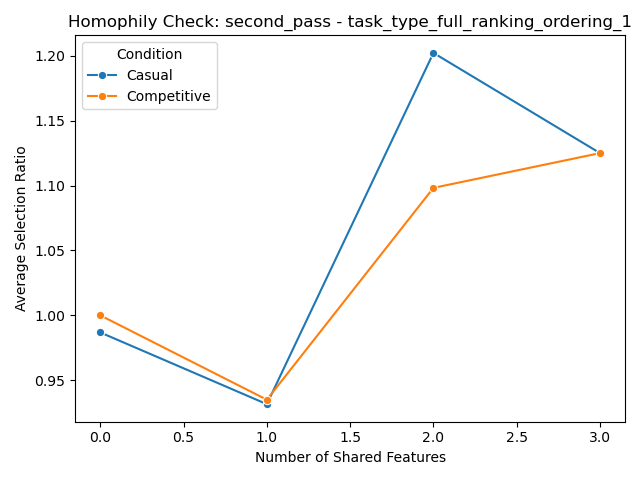 Homophily Check: second_pass - task_type_full_ranking_ordering_1
Condition
Casual
Competitive
Average Selection Ratio
1.20
1.15
1.10
1.05
1.00
0.95
0.0 0.5 1.0 1.5 2.0 2.5 3.0
Number of Shared Features